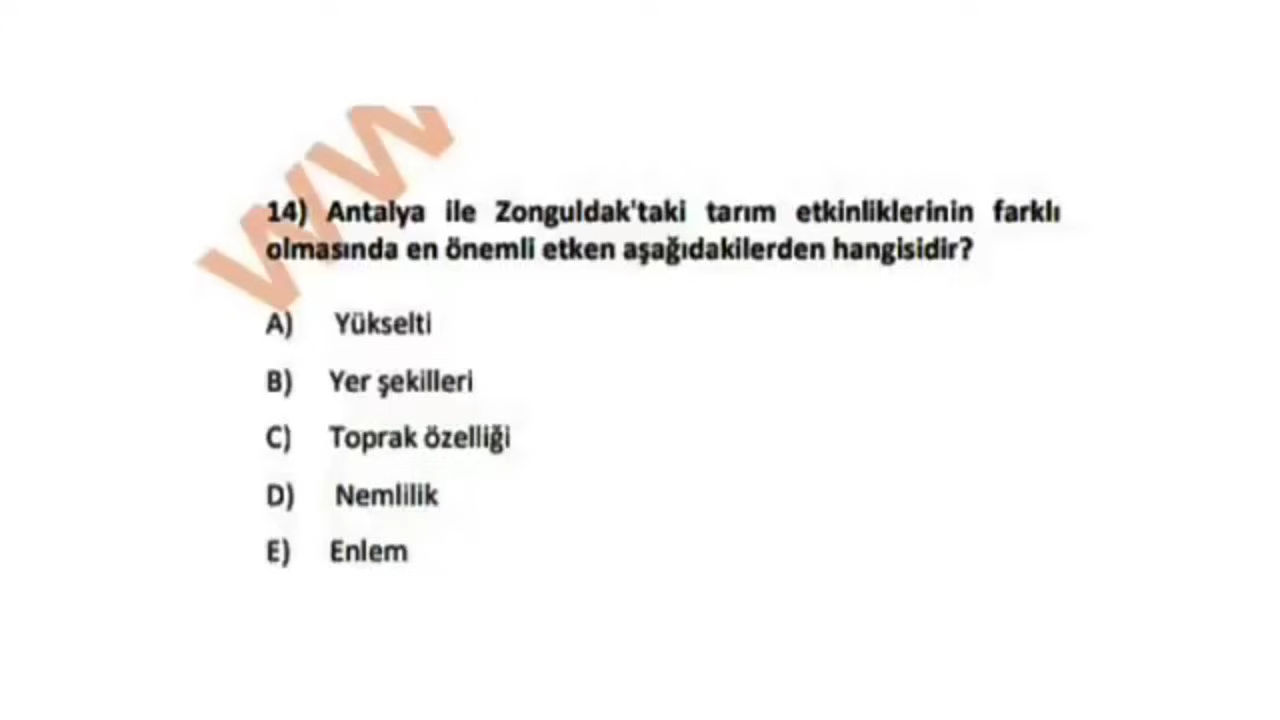 WW
14) Antalya ile Zonguldak'taki tarım etkinliklerinin farklı
olmasında en önemli etken aşağıdakilerden hangisidir?
A) Yükselti
B) Yer şekilleri
C) Toprak özelliği
D) Nemlilik
E) Enlem